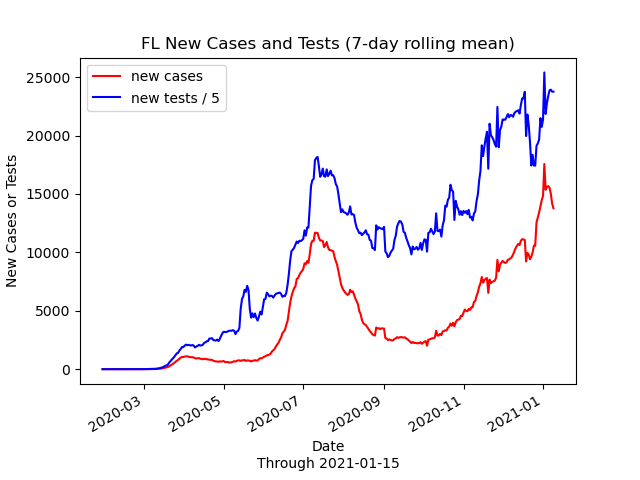 FL New Cases and Tests (7-day rolling mean)
new cases
new tests / 5
New Cases or Tests
25000
20000
15000
10000
5000
0
2020-03
2020-05
2020-07
2020-09
2020-11
2021-01
Date
Through 2021-01-15